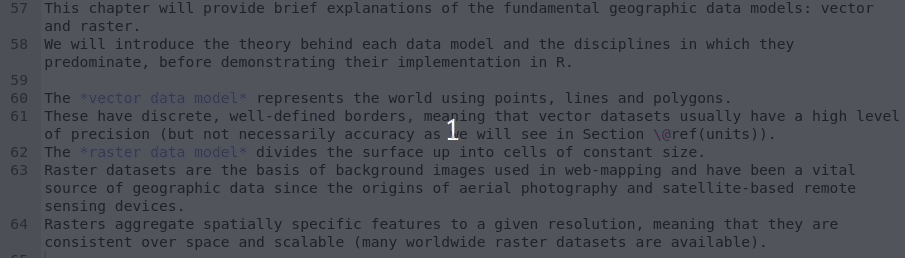 57 This chapter will provide brief explanations of the fundamental geographic data models: vector
and raster.
58 We will introduce the theory behind each data model and the disciplines in which they
predominate, before demonstrating their implementation in R.
59
60 The *vector data model* represents the world using points, lines and polygons.
61 These have discrete, well-defined borders, meaning that vector datasets usually have a high level
of precision (but not necessarily accuracy as we will see in Section \@ref(units)).
1
62 The *raster data model* divides the surface up into cells of constant size.
63 Raster datasets are the basis of background images used in web-mapping and have been a vital
source of geographic data since the origins of aerial photography and satellite-based remote
sensing devices.
64 Rasters aggregate spatially specific features to a given resolution, meaning that they are
consistent over space and scalable (many worldwide raster datasets are available).